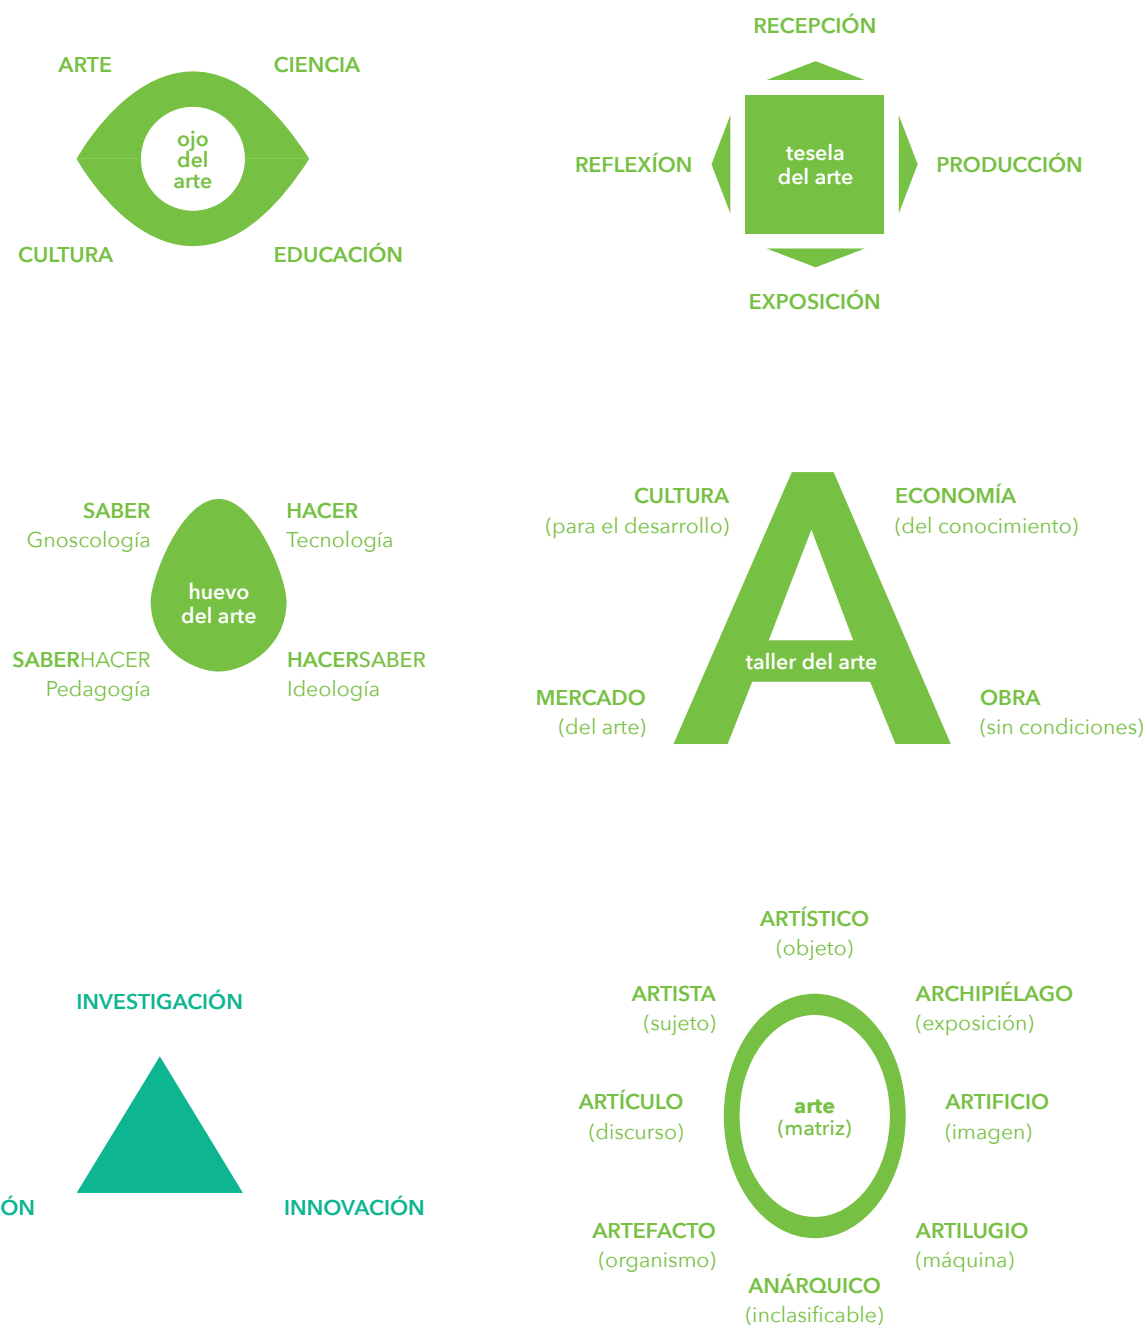 ARTE
CIENCIA
ojo
del
arte
CULTURA
EDUCACIÓN
RECEPCIÓN
REFLEXÍON
tesela
del arte
PRODUCCIÓN
EXPOSICIÓN
SABER
Gnoscología
HACER
Tecnología
huevo
del arte
SABERHACER
Pedagogía
HACERSABER
Ideología
CULTURA
(para el desarrollo)
ECONOMÍA
(del conocimiento)
taller del arte
MERCADO
(del arte)
OBRA
(sin condiciones)
INVESTIGACIÓN
ÓN
INNOVACIÓN
ARTÍSTICO
(objeto)
ARTISTA
(sujeto)
ARCHIPIÉLAGO
(exposición)
ARTÍCULO
(discurso)
arte
(matriz)
ARTIFICIO
(imagen)
ARTEFACTO
(organismo)
ARTILUGIO
(máquina)
ANÁRQUICO
(inclasificable)